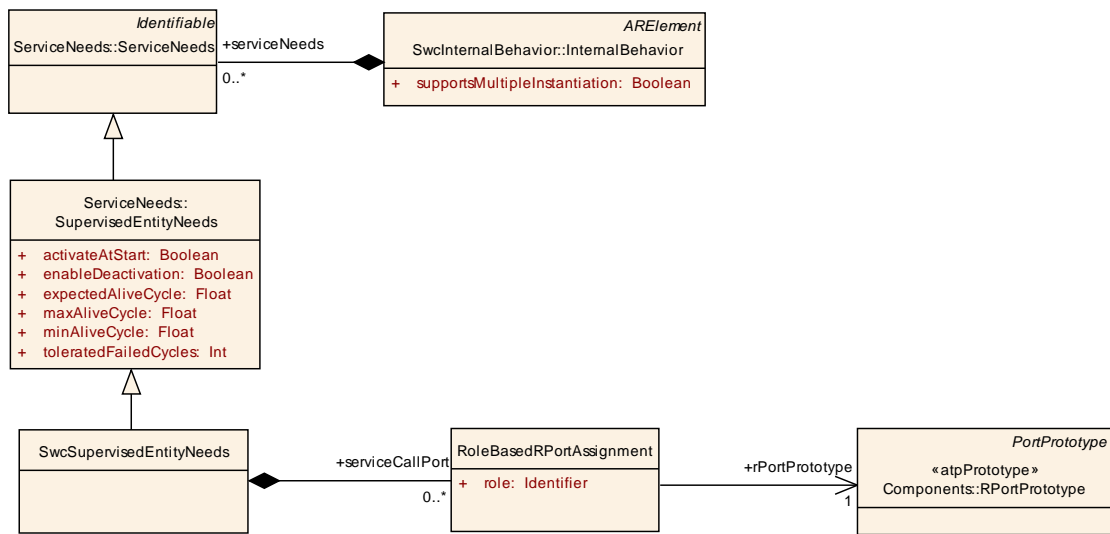 Identifiable
ServiceNeeds::ServiceNeeds
+serviceNeeds
0..*
ARElement
SwcInternalBehavior::InternalBehavior
+ supportsMultipleInstantiation: Boolean
ServiceNeeds::
SupervisedEntityNeeds
+ activateAtStart: Boolean
+ enableDeactivation: Boolean
+ expectedAliveCycle: Float
+ maxAliveCycle: Float
+ minAliveCycle: Float
+ toleratedFailedCycles: Int
SwcSupervisedEntityNeeds
+serviceCallPort
0..*
RoleBasedRPortAssignment
+ role: Identifier
+rPortPrototype
1
PortPrototype
«atpPrototype»
Components::RPortPrototype